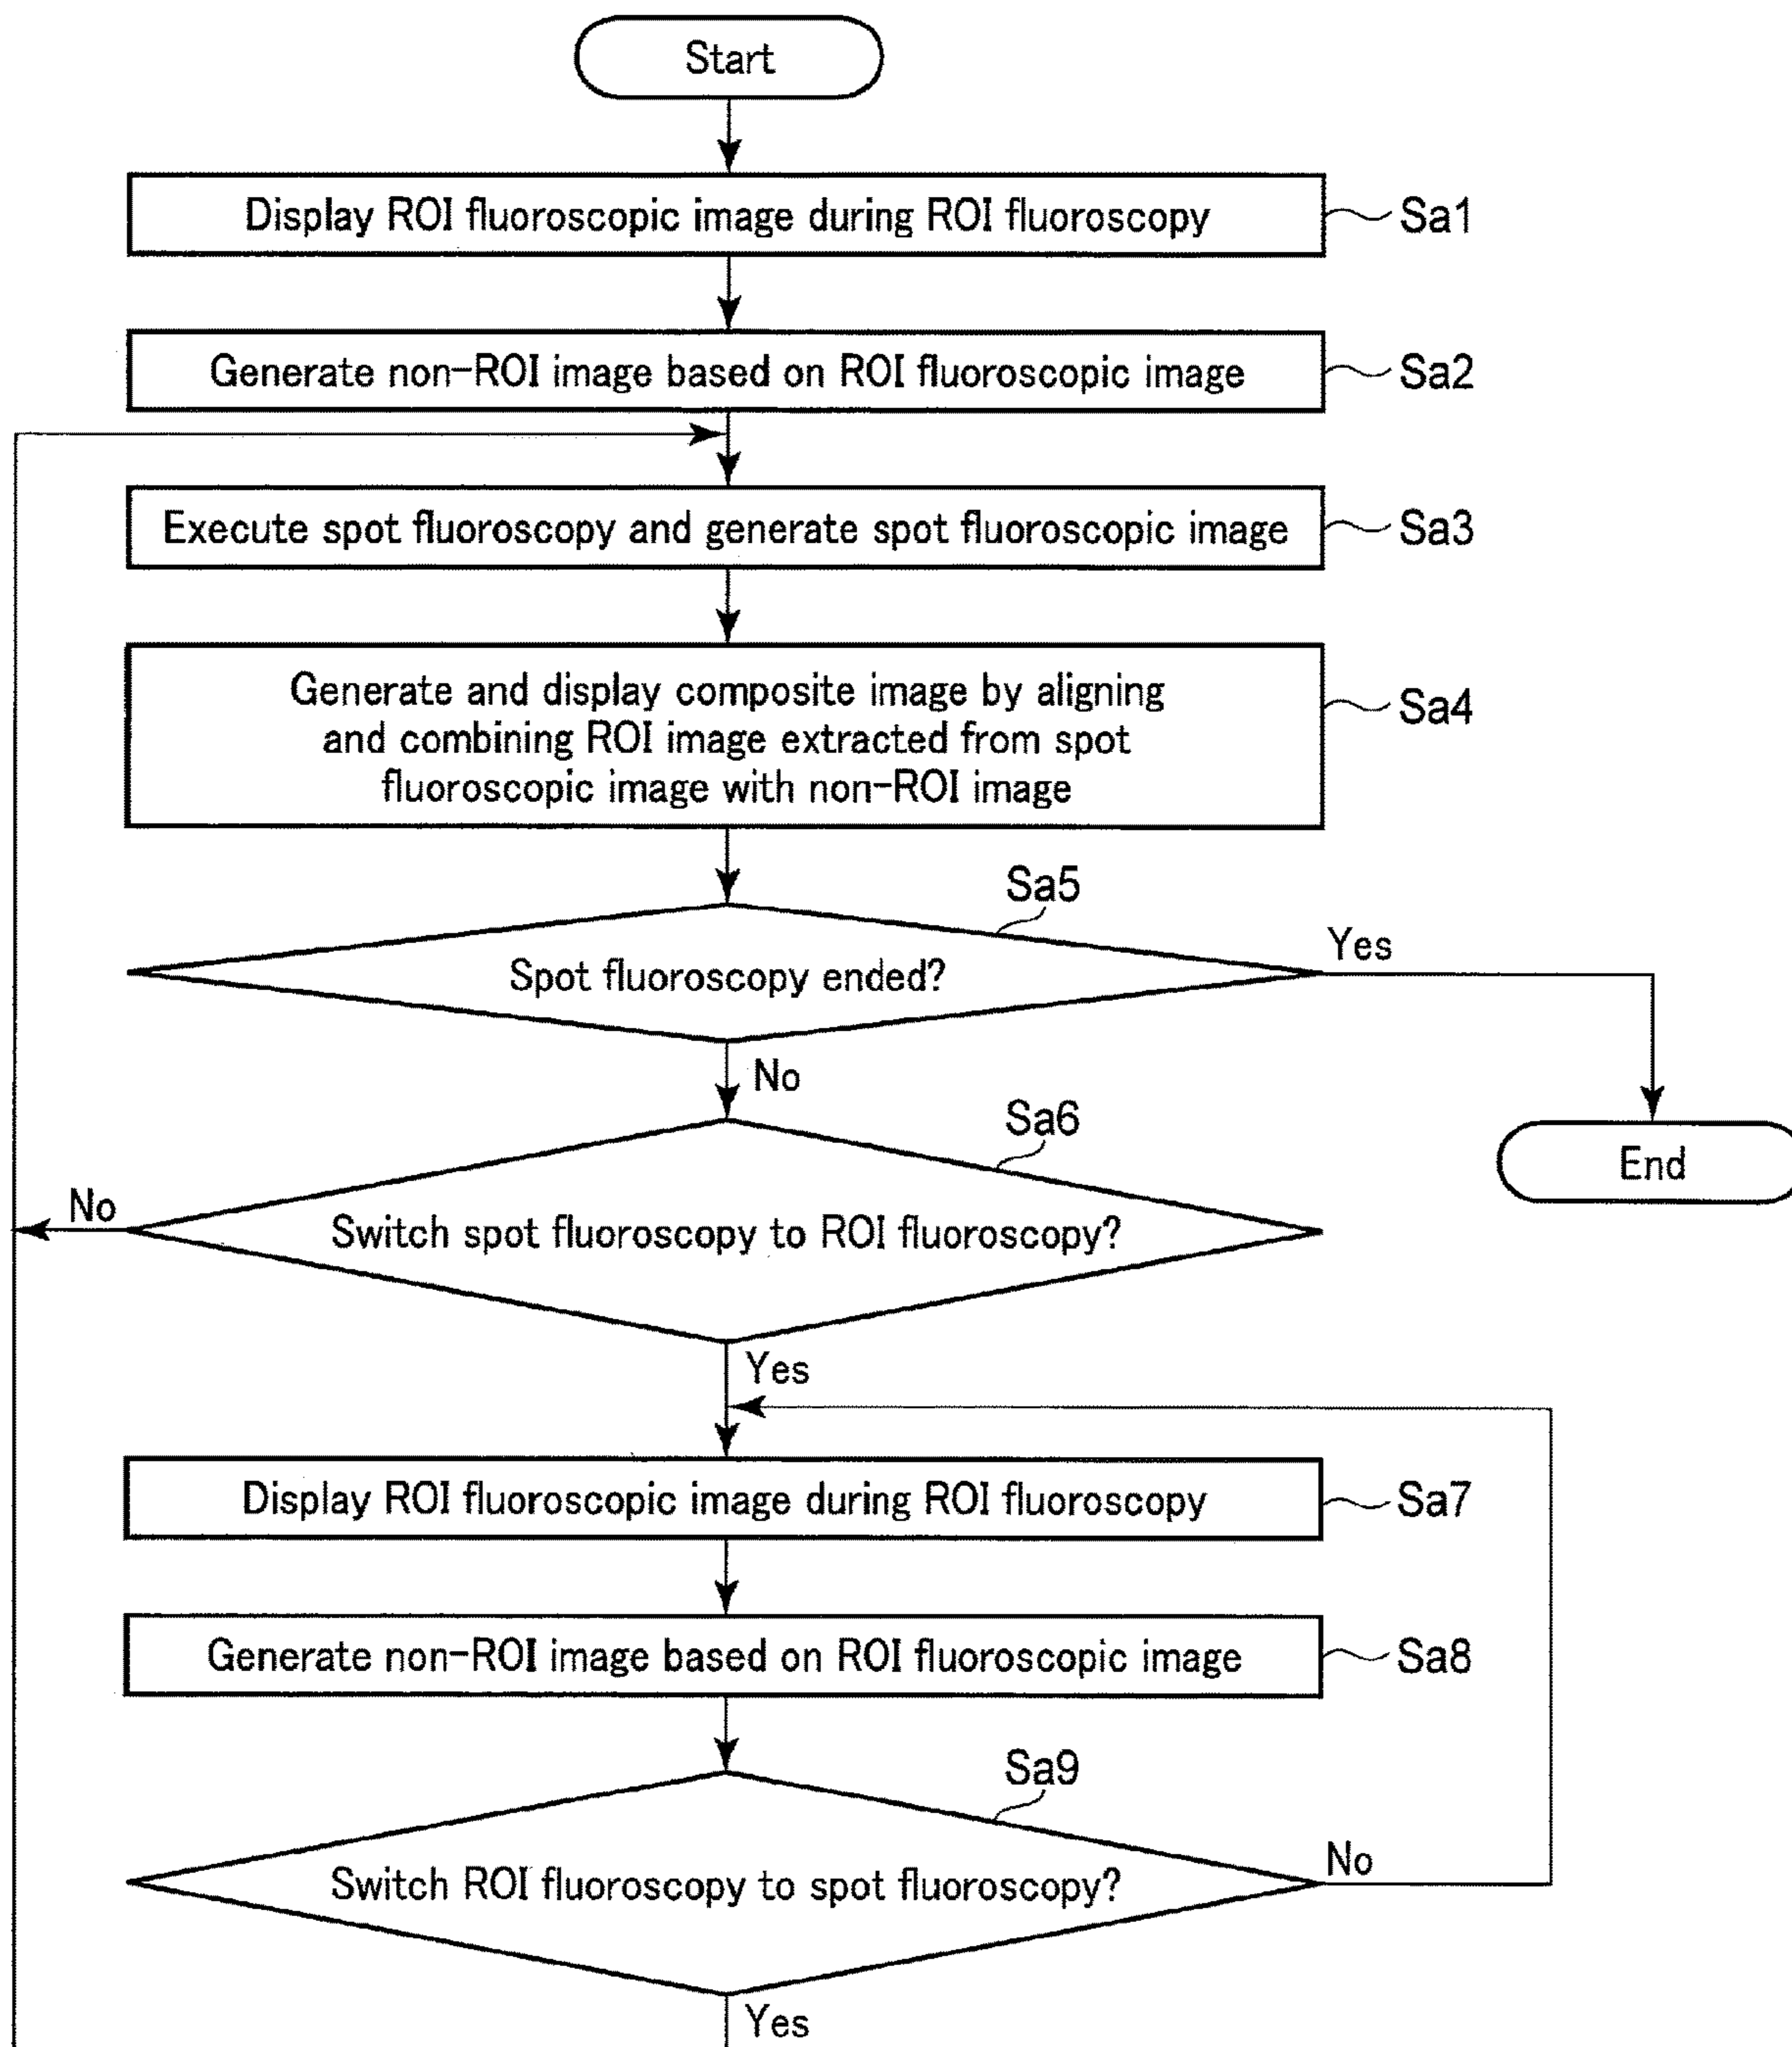 Start
Display ROI fluoroscopic image during ROI fluoroscopy
Sa1
Generate non-ROI image based on ROI fluoroscopic image
Sa2
Execute spot fluoroscopy and generate spot fluoroscopic image
Sa3
Generate and display composite image by aligning
and combining ROI image extracted from spot
fluoroscopic image with non-ROI image
Sa4
Sa5
Spot fluoroscopy ended?
Yes
No
End
Sa6
Switch spot fluoroscopy to ROI fluoroscopy?
No
Yes
Display ROI fluoroscopic image during ROI fluoroscopy
Sa7
Generate non-ROI image based on ROI fluoroscopic image
Sa8
Sa9
Switch ROI fluoroscopy to spot fluoroscopy?
No
Yes